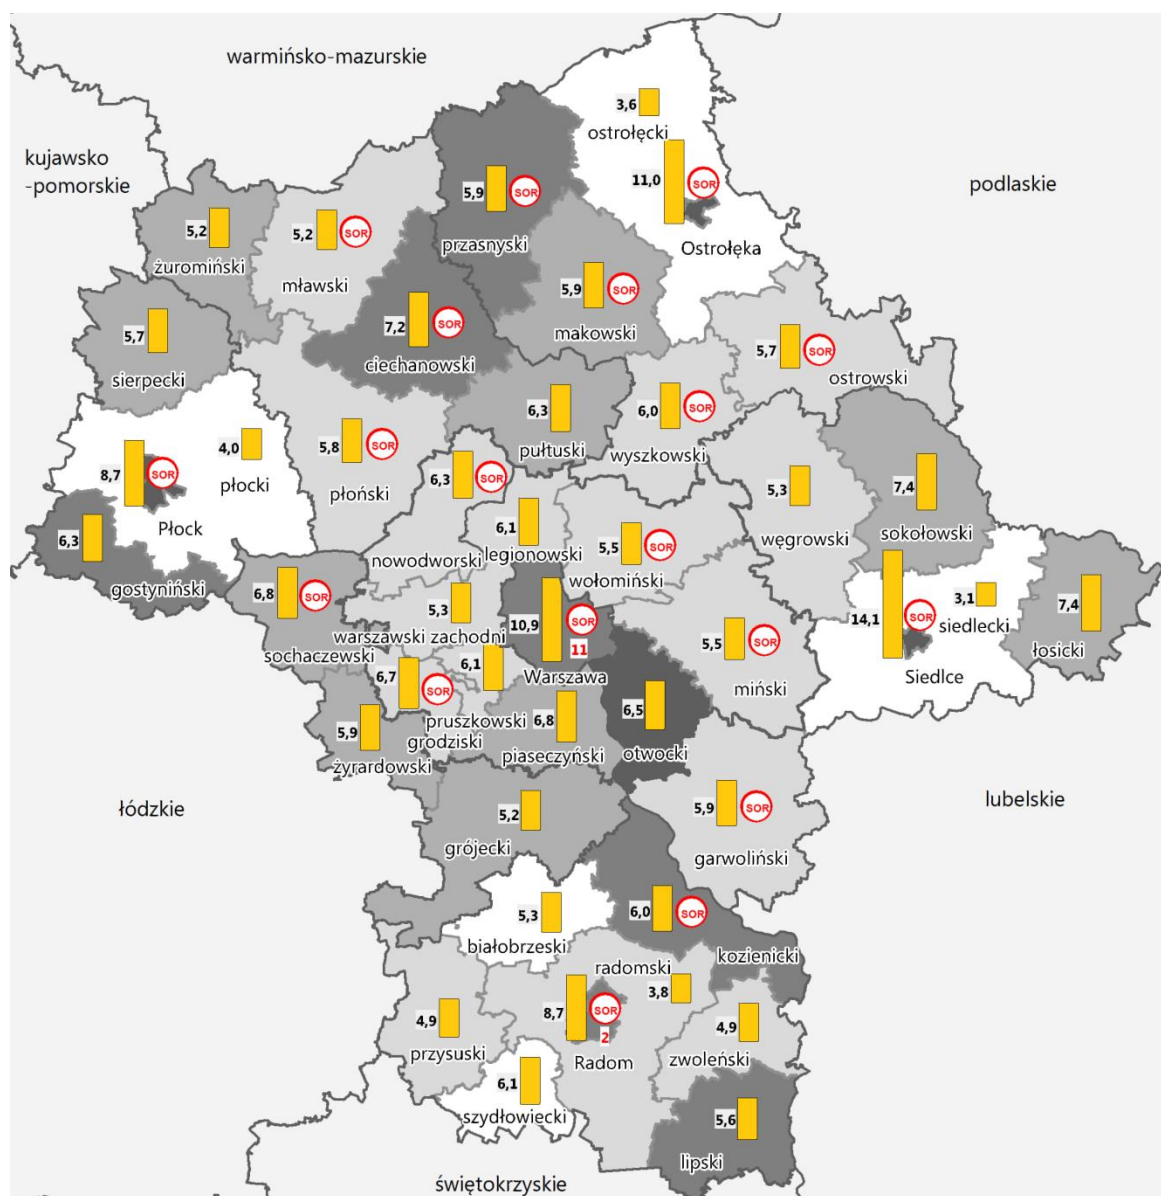 warmińsko-mazurskie
kujawsko
-pomorskie
podlaskie
3,6
ostrołęcki
11,0
SOR
Ostrołęka
5,9
SOR
przasnyski
5,2
żuromiński
5,2
SOR
mławski
5,9
SOR
makowski
7,2
SOR
ciechanowski
5,7
sierpecki
5,7
SOR
ostrowski
6,3
pułtuski
6,0
SOR
wyszkowski
5,8
SOR
płoński
4,0
płocki
8,7
SOR
Płock
6,3
SOR
nowodworski
6,1
legionowski
5,5
SOR
wołomiński
5,3
węgrowski
7,4
sokołowski
6,3
gostyniński
6,8
SOR
sochaczewski
5,3
warszawski zachodni
10,9
SOR
11
Warszawa
14,1
SOR
Siedlce
3,1
siedlecki
7,4
łosicki
5,5
SOR
miński
6,7
SOR
grodziski
6,1
pruszkowski
6,8
piaseczyński
6,5
otwocki
5,9
żyrardowski
łódzkie
lubelskie
5,2
grójecki
5,9
SOR
garwoliński
5,3
białobrzeski
6,0
SOR
kozienicki
radomski
3,8
8,7
SOR
2
Radom
4,9
przysuski
4,9
zwoleński
6,1
szydłowiecki
5,6
lipski
świętokrzyskie